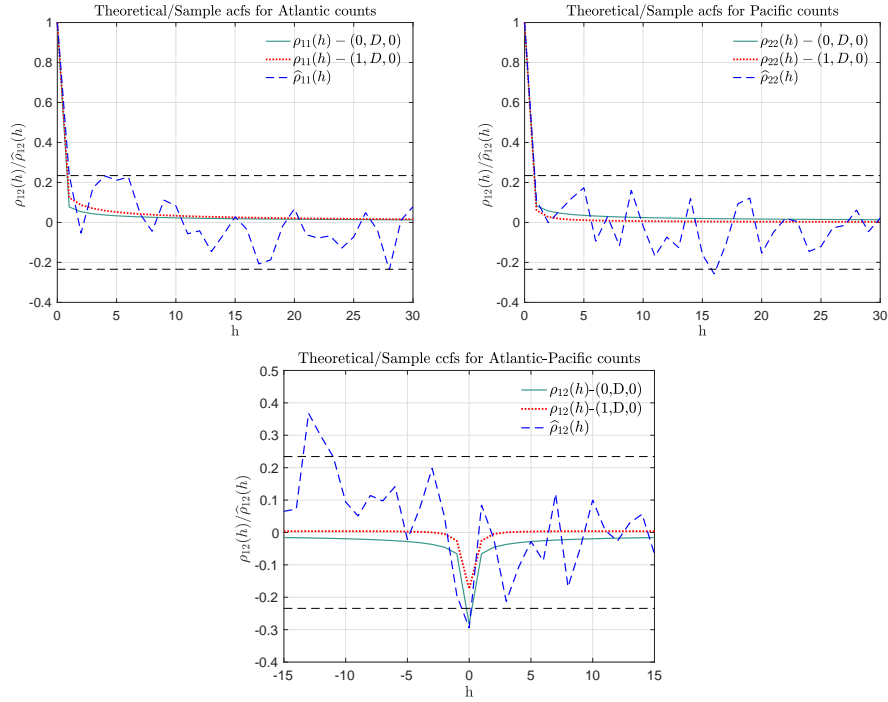 Theoretical/Sample acfs for Atlantic counts
1
0.8
0.6
0.4
0.2
0
-0.2
-0.4
ρ12(h)/ρ̂12(h)
ρ11(h) − (0, D, 0)
ρ11(h) − (1, D, 0)
ρ̂11(h)
0 5 10 15 20 25 30
h
Theoretical/Sample acfs for Pacific counts
1
0.8
0.6
0.4
0.2
0
-0.2
-0.4
ρ12(h)/ρ̂12(h)
ρ22(h) − (0, D, 0)
ρ22(h) − (1, D, 0)
ρ̂22(h)
0 5 10 15 20 25 30
h
Theoretical/Sample ccfs for Atlantic-Pacific counts
0.5
0.4
0.3
0.2
0.1
0
-0.1
-0.2
-0.3
-0.4
ρ12(h)/ρ̂12(h)
ρ12(h)-(0,D,0)
ρ12(h)-(1,D,0)
ρ̂12(h)
-15 -10 -5 0 5 10 15
h